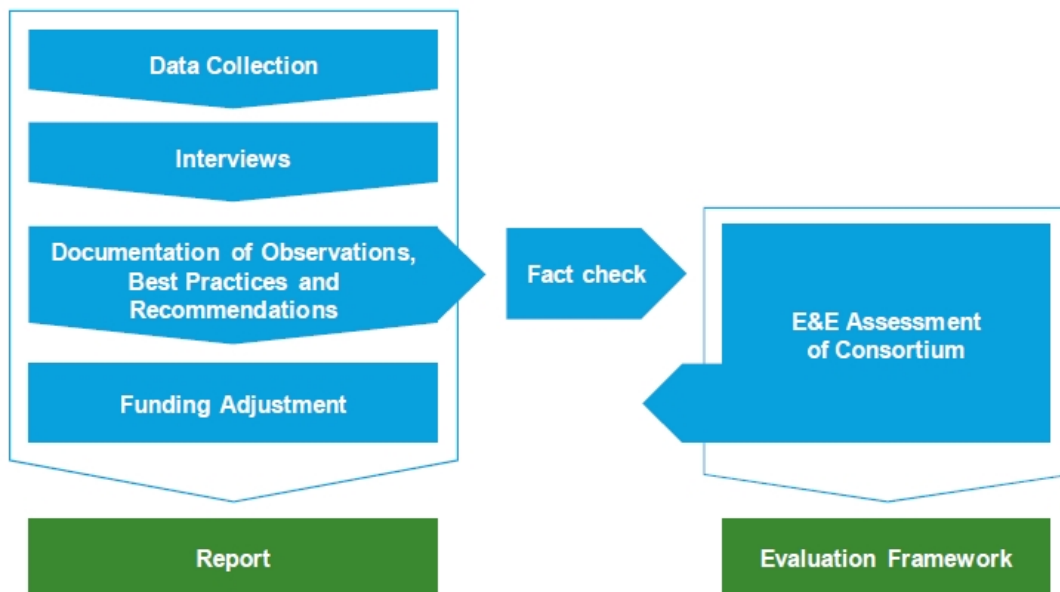 Data Collection
Interviews
Documentation of Observations,
Best Practices and
Recommendations
Fact check
E&E Assessment
of Consortium
Funding Adjustment
Report
Evaluation Framework